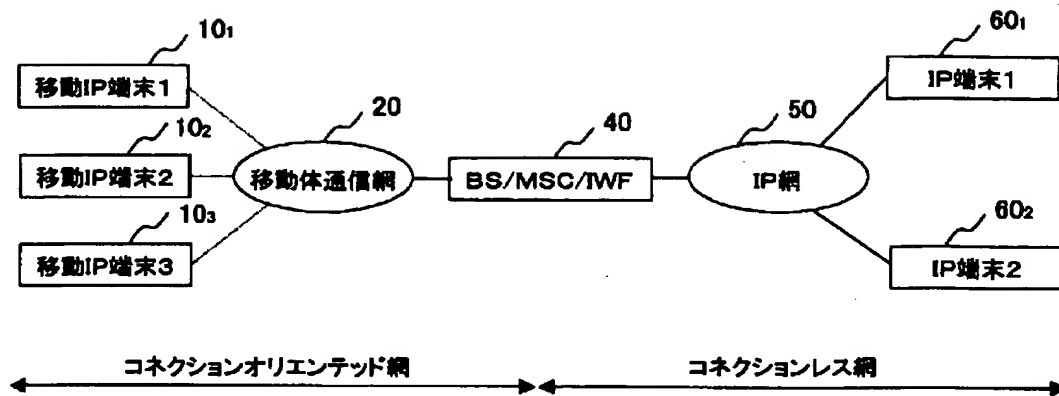 10₁
移動IP端末1
10₂
移動IP端末2
10₃
移動IP端末3
20
移動体通信網
40
BS/MSC/IWF
50
IP網
60₁
IP端末1
60₂
IP端末2
コネクションオリエンテッド網
コネクションレス網